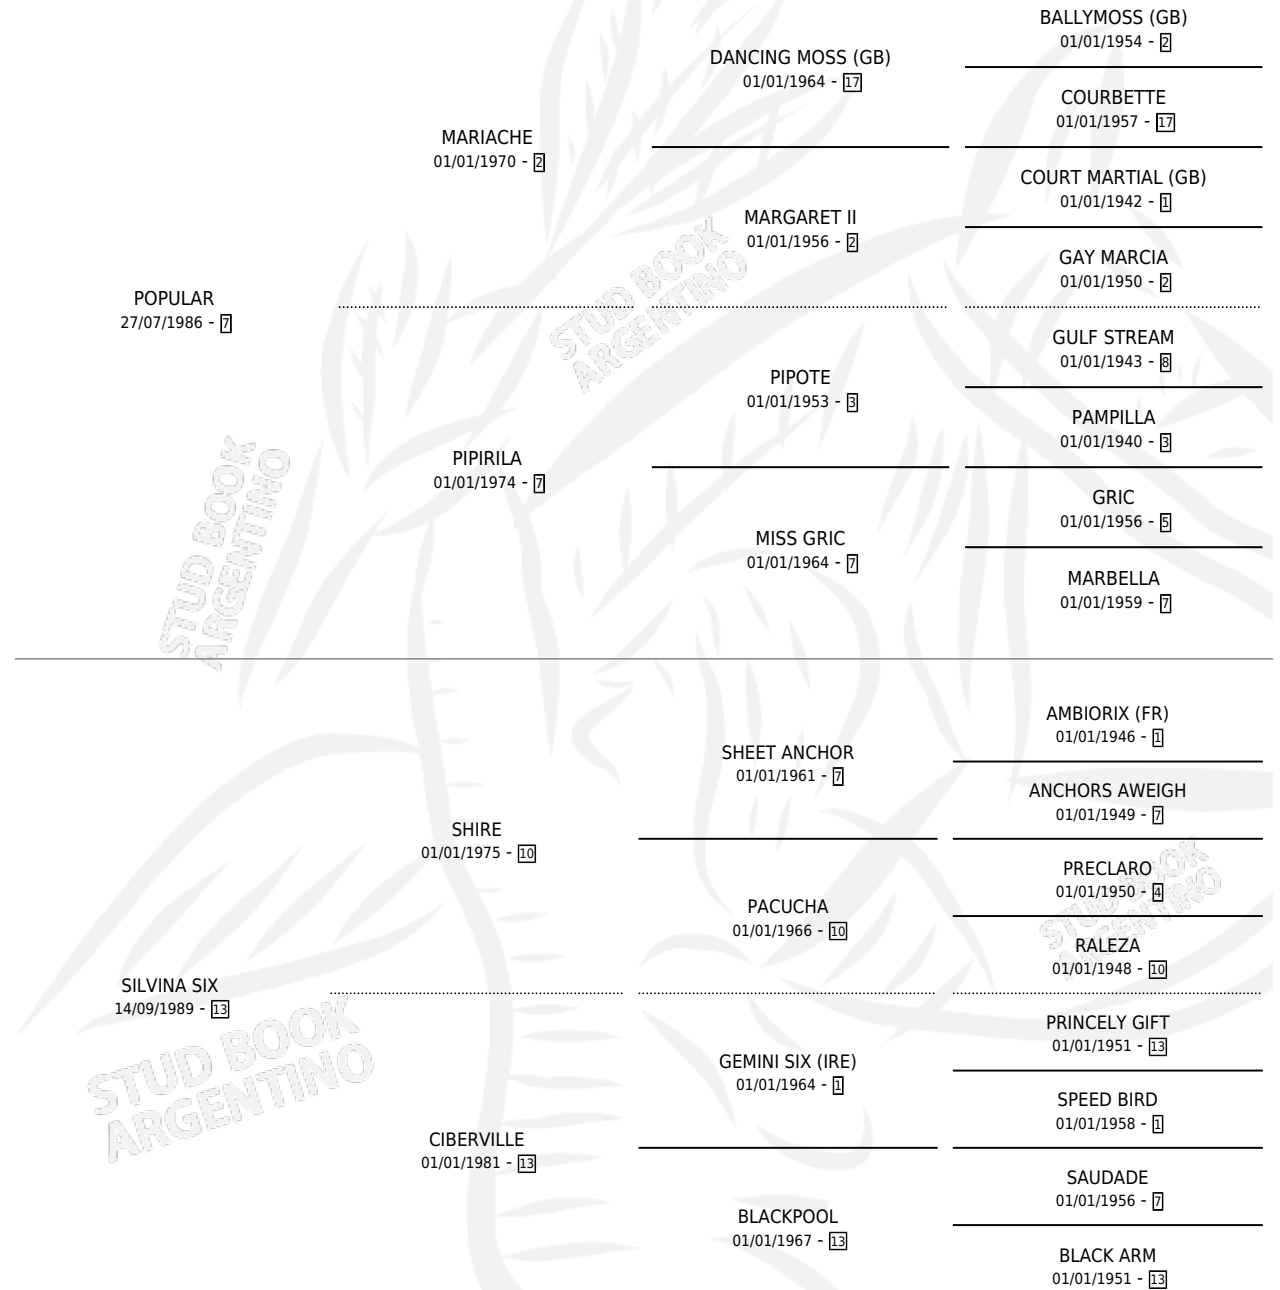 BALLYMOSS (GB)
01/01/1954 - 2
DANCING MOSS (GB)
01/01/1964 - 17
COURBETTE
01/01/1957 - 17
MARIACHE
01/01/1970 - 2
COURT MARTIAL (GB)
01/01/1942 - 1
MARGARET II
01/01/1956 - 2
GAY MARCIA
01/01/1950 - 2
STUD BOOK
ARGENTINO
POPULAR
27/07/1986 - 7
GULF STREAM
01/01/1943 - 8
PIPOTE
01/01/1953 - 3
PAMPILLA
01/01/1940 - 3
PIPIRILA
01/01/1974 - 7
GRIC
01/01/1956 - 5
MISS GRIC
01/01/1964 - 7
MARBELLA
01/01/1959 - 7
STUD BOOK
ARGENTINO
AMBIORIX (FR)
01/01/1946 - 1
SHEET ANCHOR
01/01/1961 - 7
ANCHORS AWEIGH
01/01/1949 - 7
SHIRE
01/01/1975 - 10
PRECLARO
01/01/1950 - 4
PACUCHA
01/01/1966 - 10
RALEZA
01/01/1948 - 10
STUD BOOK
ARGENTINO
SILVINA SIX
14/09/1989 - 13
PRINCELY GIFT
01/01/1951 - 13
GEMINI SIX (IRE)
01/01/1964 - 1
SPEED BIRD
01/01/1958 - 1
STUD BOOK
ARGENTINO
CIBERVILLE
01/01/1981 - 13
SAUDADE
01/01/1956 - 7
BLACKPOOL
01/01/1967 - 13
BLACK ARM
01/01/1951 - 13